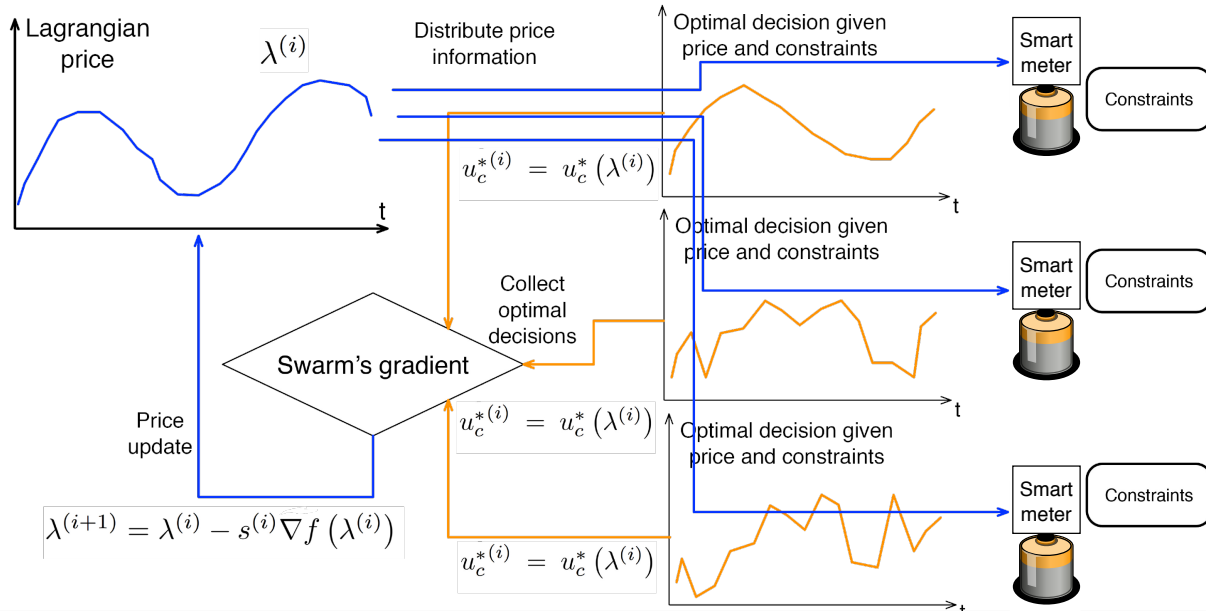 Lagrangian
price
λ^{(i)}
t
Distribute price
information
Optimal decision given
price and constraints
t
Smart
meter
Constraints
u_c^{*(i)} = u_c^*(λ^{(i)})
Optimal decision given
price and constraints
t
Smart
meter
Constraints
Collect
optimal
decisions
Swarm's gradient
u_c^{*(i)} = u_c^*(λ^{(i)})
Price
update
λ^{(i+1)} = λ^{(i)} − s^{(i)}∇f(λ^{(i)})
Optimal decision given
price and constraints
t
Smart
meter
Constraints
u_c^{*(i)} = u_c^*(λ^{(i)})